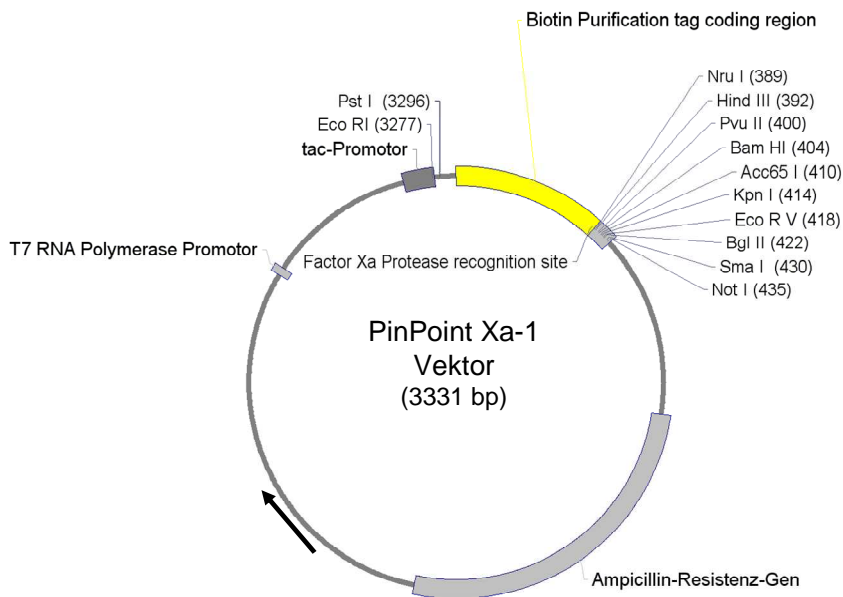 Biotin Purification tag coding region
Nru I (389)
Pst I (3296)
Hind III (392)
Eco RI (3277)
Pvu II (400)
tac-Promotor
Bam HI (404)
Acc65 I (410)
Kpn I (414)
Eco R V (418)
T7 RNA Polymerase Promotor
Bgl II (422)
Factor Xa Protease recognition site
Sma I (430)
Not I (435)
PinPoint Xa-1
Vektor
(3331 bp)
Ampicillin-Resistenz-Gen